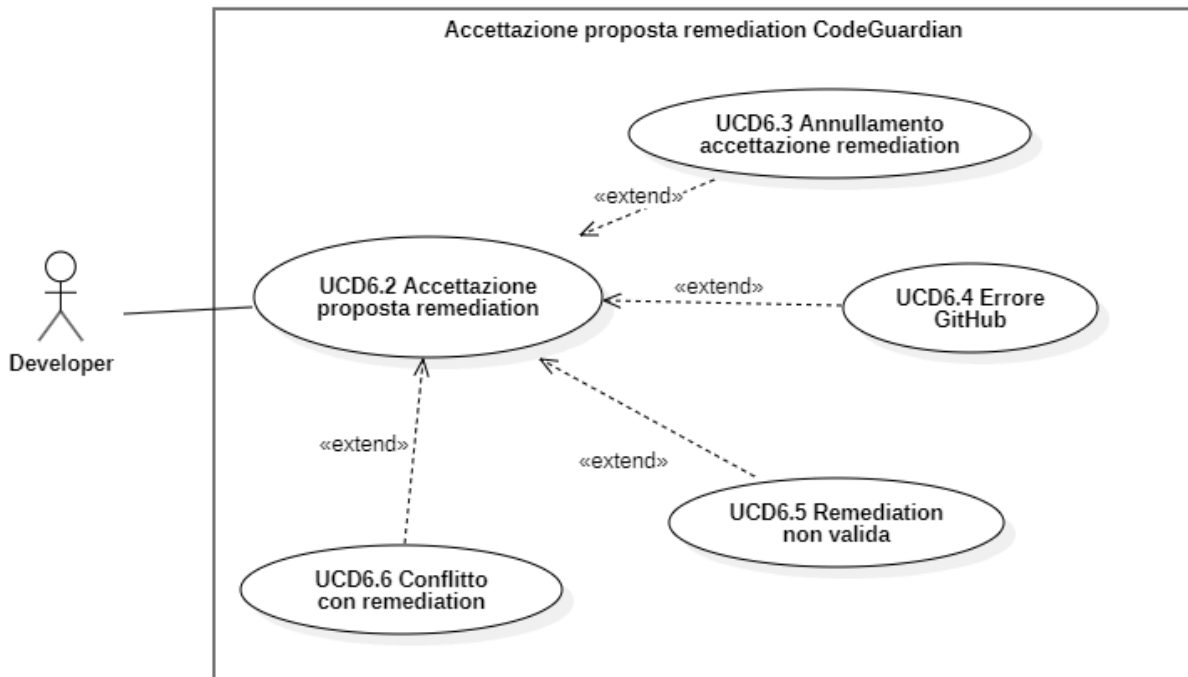 Accettazione proposta remediation CodeGuardian
UCD6.3 Annullamento
accettazione remediation
«extend»
UCD6.2 Accettazione
proposta remediation
«extend»
UCD6.4 Errore
GitHub
Developer
«extend»
«extend»
UCD6.5 Remediation
non valida
UCD6.6 Conflitto
con remediation